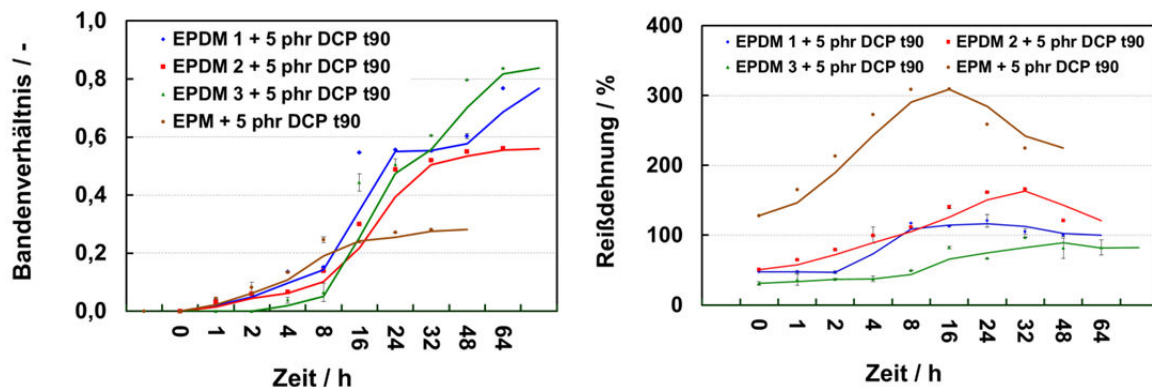 1,0
0,8
0,6
0,4
0,2
0,0
Bandenverhältnis / -
EPDM 1 + 5 phr DCP t90
EPDM 2 + 5 phr DCP t90
EPDM 3 + 5 phr DCP t90
EPM + 5 phr DCP t90
0 1 2 4 8 16 24 32 48 64
Zeit / h
400
300
200
100
0
Reißdehnung / %
EPDM 1 + 5 phr DCP t90 EPDM 2 + 5 phr DCP t90
EPDM 3 + 5 phr DCP t90 EPM + 5 phr DCP t90
0 1 2 4 8 16 24 32 48 64
Zeit / h